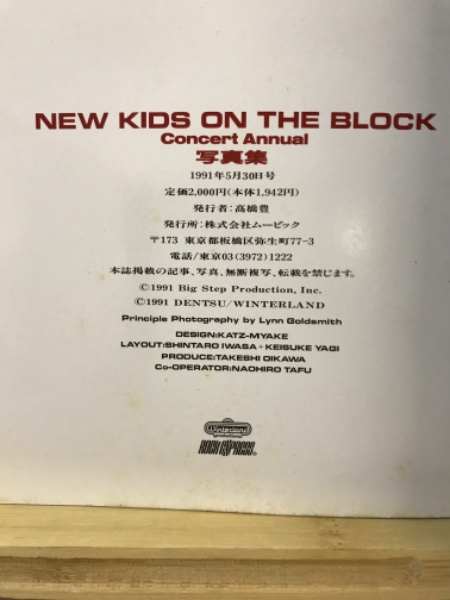 NEW KIDS ON THE BLOCK
Concert Annual
写真集
1991年5月30日号
定価2,000円(本体1,942円)
発行者:高橋豊
発行所:株式会社ムービック
〒173 東京都板橋区弥生町77-3
電話/東京03(3972)1222
本誌掲載の記事、写真、無断複写、転載を禁じます。
©1991 Big Step Production, Inc.
©1991 DENTSU/WINTERLAND
Principle Photography by Lynn Goldsmith
DESIGN:KATZ-MIYAKE
LAYOUT:SHINTARO IWASA・KEISUKE YAGI
PRODUCE:TAKESHI OIKAWA
Co-OPERATOR:NAOHIRO TAFU
Winterland
ROCK EXPRESS®